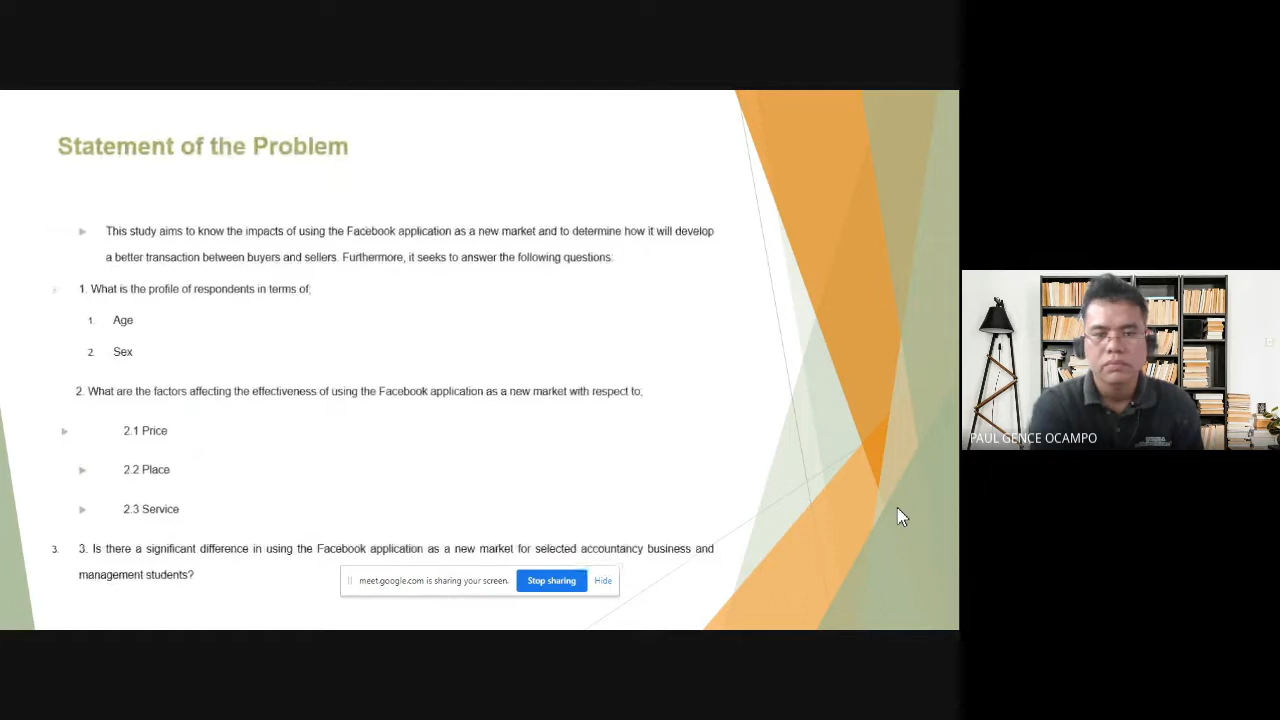 Statement of the Problem
This study aims to know the impacts of using the Facebook application as a new market and to determine how it will develop
a better transaction between buyers and sellers. Furthermore, it seeks to answer the following questions:
1. What is the profile of respondents in terms of;
1. Age
2. Sex
2. What are the factors affecting the effectiveness of using the Facebook application as a new market with respect to;
2.1 Price
2.2 Place
2.3 Service
3. 3. Is there a significant difference in using the Facebook application as a new market for selected accountancy business and
management students?
meet.google.com is sharing your screen. Stop sharing Hide
PAUL GENCE OCAMPO